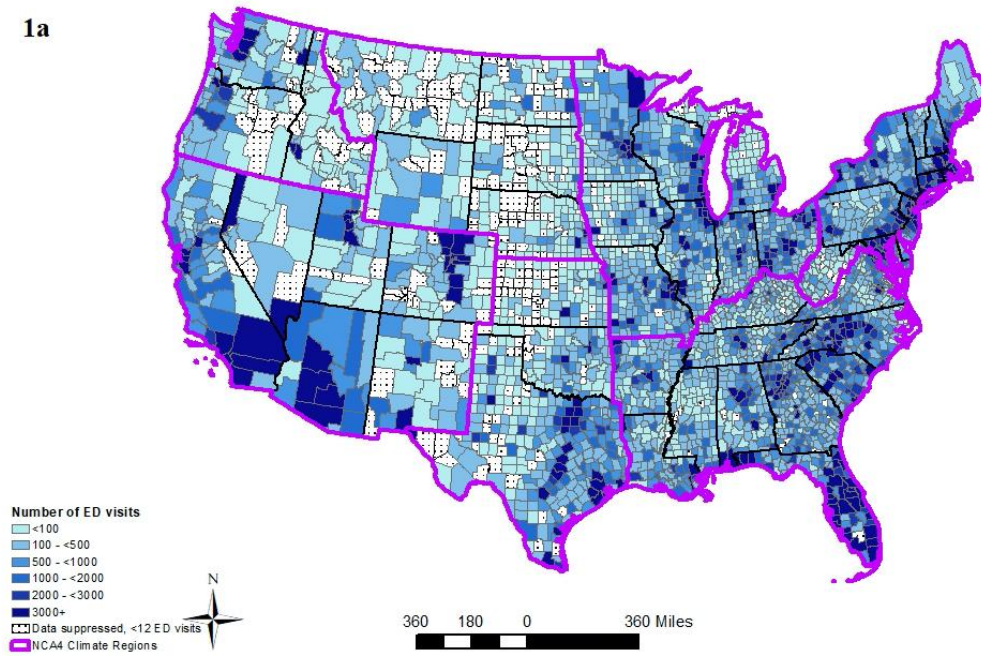 1a
Number of ED visits
<100
100 - <500
500 - <1000
1000 - <2000
2000 - <3000
3000+
Data suppressed, <12 ED visits
NCA4 Climate Regions
N
360 180 0 360 Miles